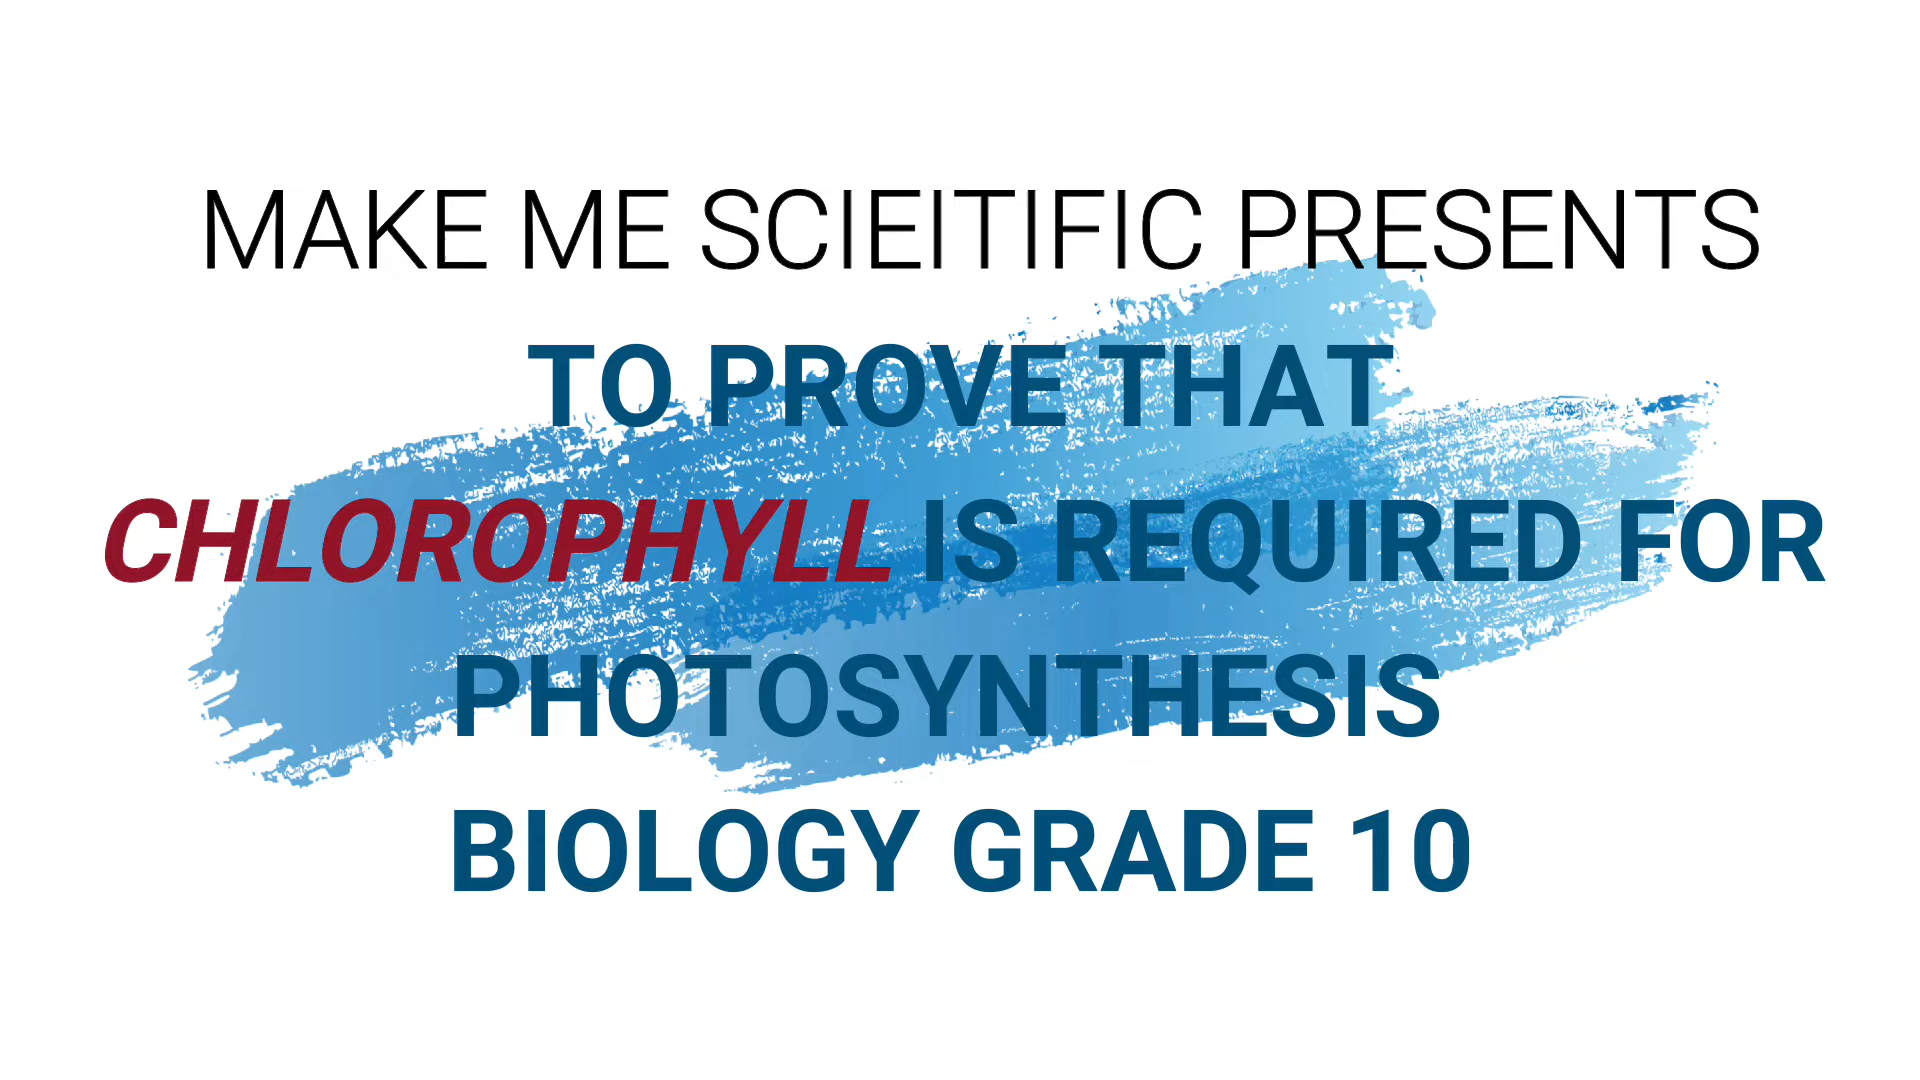 MAKE ME SCIEITIFIC PRESENTS
TO PROVE THAT
CHLOROPHYLL IS REQUIRED FOR
PHOTOSYNTHESIS
BIOLOGY GRADE 10